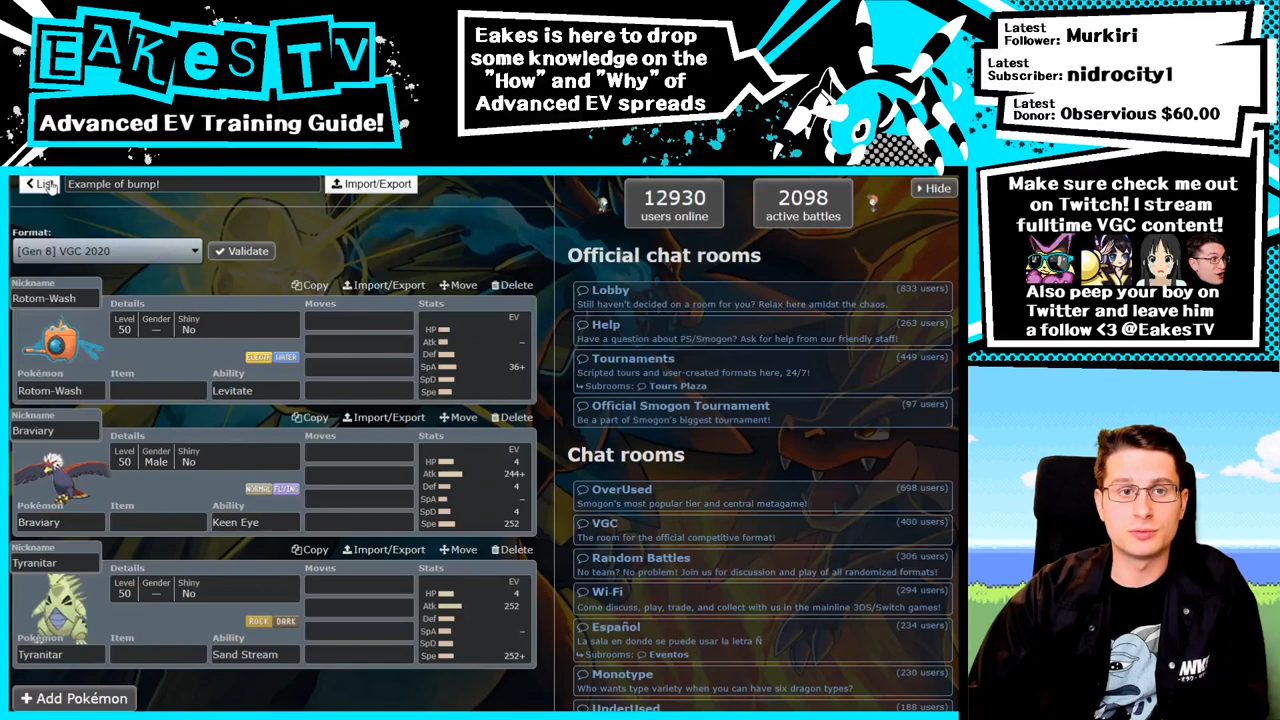 EAKES TV
Advanced EV Training Guide!
Eakes is here to drop
some knowledge on the
"How" and "Why" of
Advanced EV spreads
Latest
Follower: Murkiri
Latest
Subscriber: nidrocity1
Latest
Donor: Observious $60.00
Make sure check me out
on Twitch! I stream
fulltime VGC content!
Also peep your boy on
Twitter and leave him
a follow <3 @EakesTV
List
Example of bump!
Import/Export
Format:
[Gen 8] VGC 2020
Validate
Nickname
Rotom-Wash
Copy Import/Export Move Delete
Details Moves Stats
Level Gender Shiny
50 — No
EV
HP
Atk –
Def
SpA 36+
SpD
Spe
ELECTR WATER
Pokémon Item Ability
Rotom-Wash Levitate
Nickname
Braviary
Copy Import/Export Move Delete
Details Moves Stats
Level Gender Shiny
50 Male No
EV
HP 4
Atk 244+
Def 4
SpA –
SpD 4
Spe 252
NORMAL FLYING
Pokémon Item Ability
Braviary Keen Eye
Nickname
Tyranitar
Copy Import/Export Move Delete
Details Moves Stats
Level Gender Shiny
50 — No
EV
HP 4
Atk 252
Def
SpA –
SpD
Spe 252+
ROCK DARK
Pokémon Item Ability
Tyranitar Sand Stream
+ Add Pokémon
12930
users online
2098
active battles
Hide
Official chat rooms
Lobby (833 users)
Still haven't decided on a room for you? Relax here amidst the chaos.
Help (263 users)
Have a question about PS/Smogon? Ask for help from our friendly staff!
Tournaments (449 users)
Scripted tours and user-created formats here, 24/7!
Subrooms: Tours Plaza
Official Smogon Tournament (97 users)
Be a part of Smogon's biggest tournament!
Chat rooms
OverUsed (698 users)
Smogon's most popular tier and central metagame!
VGC (400 users)
The room for the official competitive format!
Random Battles (306 users)
No team? No problem! Join us for discussion and play of all randomized formats!
Wi-Fi (294 users)
Come discuss, play, trade, and collect with us in the mainline 3DS/Switch games!
Español (234 users)
La sala en donde se puede usar la letra Ñ
Subrooms: Eventos
Monotype (230 users)
Who wants type variety when you can have six dragon types?
UnderUsed (188 users)